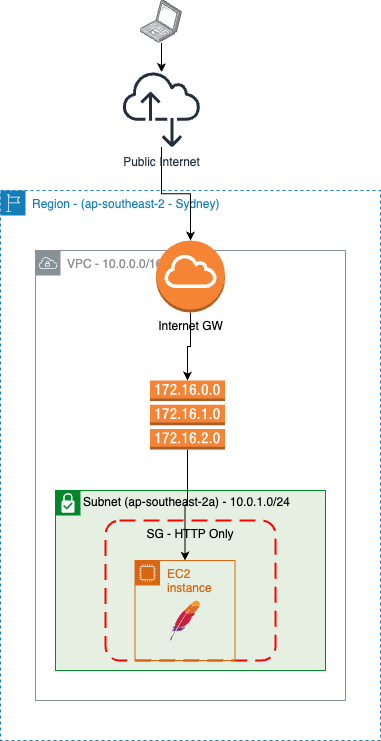 Public Internet
Region - (ap-southeast-2 - Sydney)
VPC - 10.0.0.0/16
Internet GW
172.16.0.0
172.16.1.0
172.16.2.0
Subnet (ap-southeast-2a) - 10.0.1.0/24
SG - HTTP Only
EC2
instance